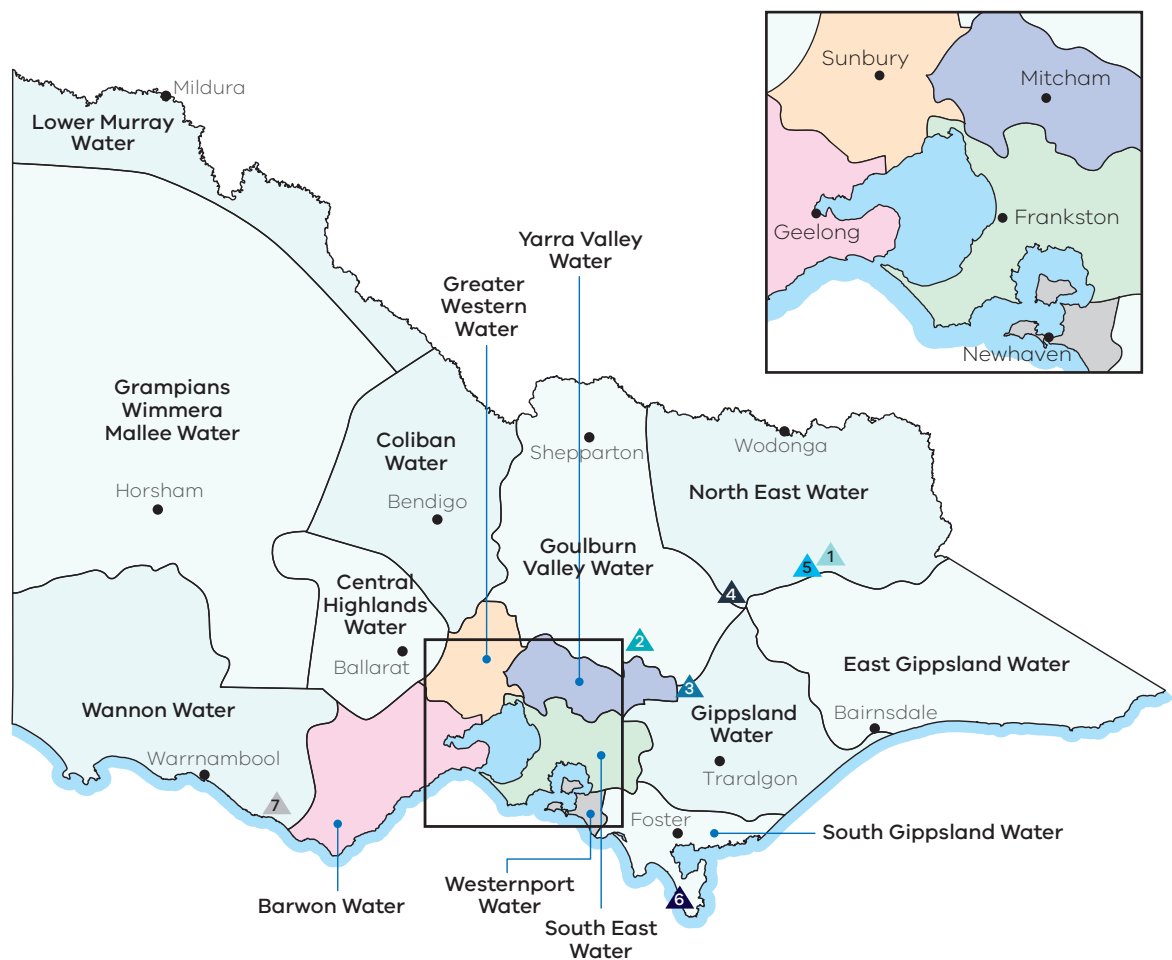 Sunbury
Mitcham
Geelong
Frankston
Newhaven
Mildura
Lower Murray
Water
Yarra Valley
Water
Greater
Western
Water
Grampians
Wimmera
Mallee Water
Horsham
Coliban
Water
Bendigo
Shepparton
Wodonga
North East Water
Goulburn
Valley Water
5
1
4
Central
Highlands
Water
Ballarat
2
3
East Gippsland Water
Wannon Water
Gippsland
Water
Bairnsdale
Warrnambool
Traralgon
7
Foster
South Gippsland Water
Westernport
Water
Barwon Water
6
South East
Water